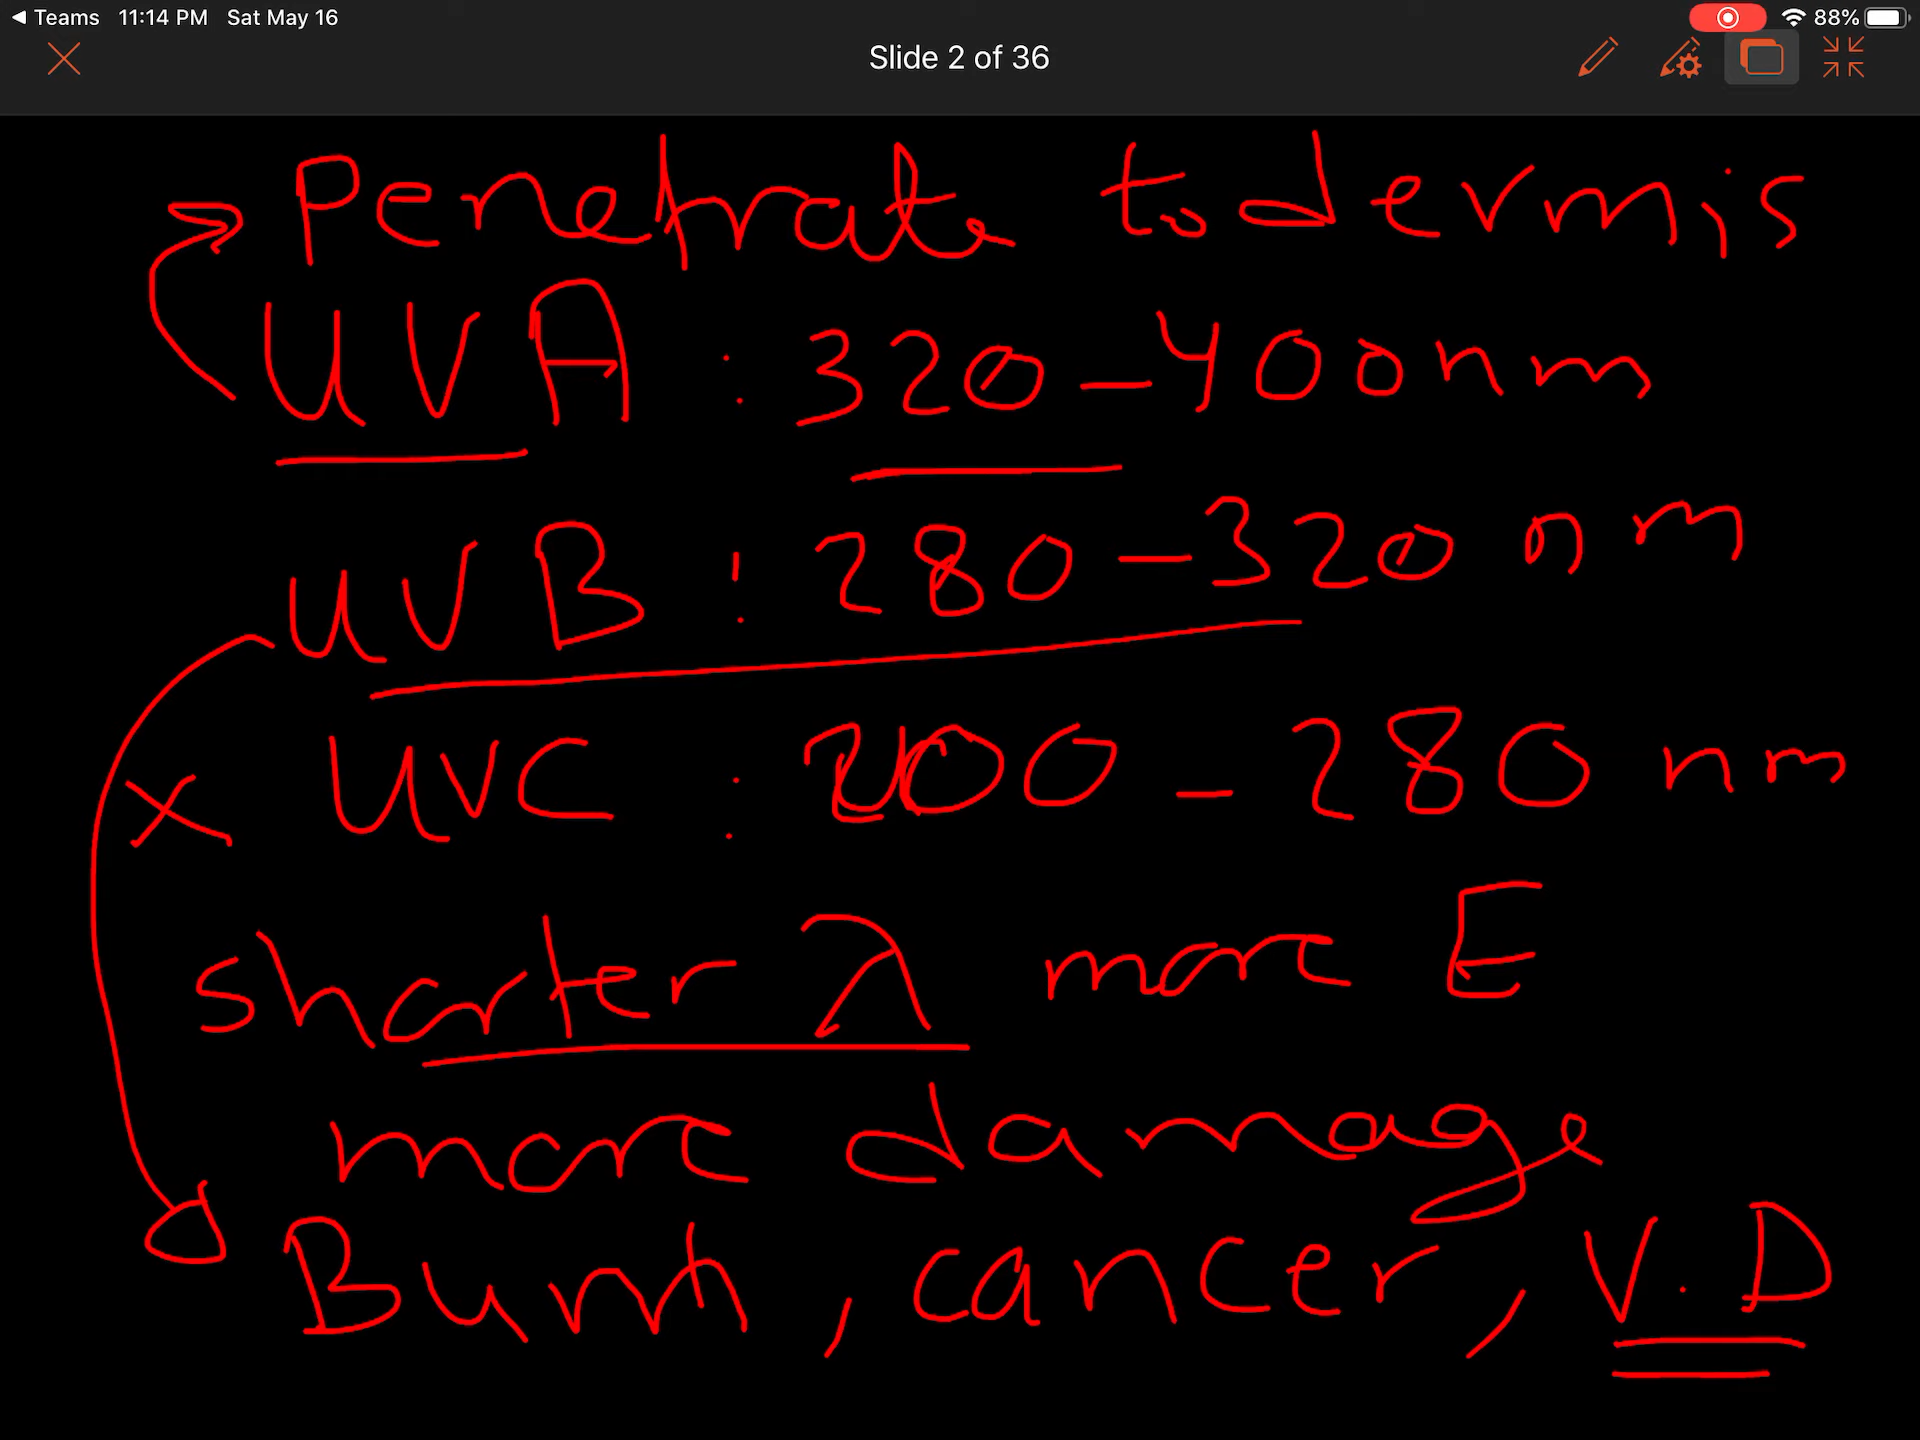 Teams 11:14 PM Sat May 16 88%
Slide 2 of 36
Penetrate to dermis
UVA : 320-400nm
UVB : 280-320 nm
x UVC : 200-280 nm
sharter λ more E
more damage
Burn, cancer, V.D